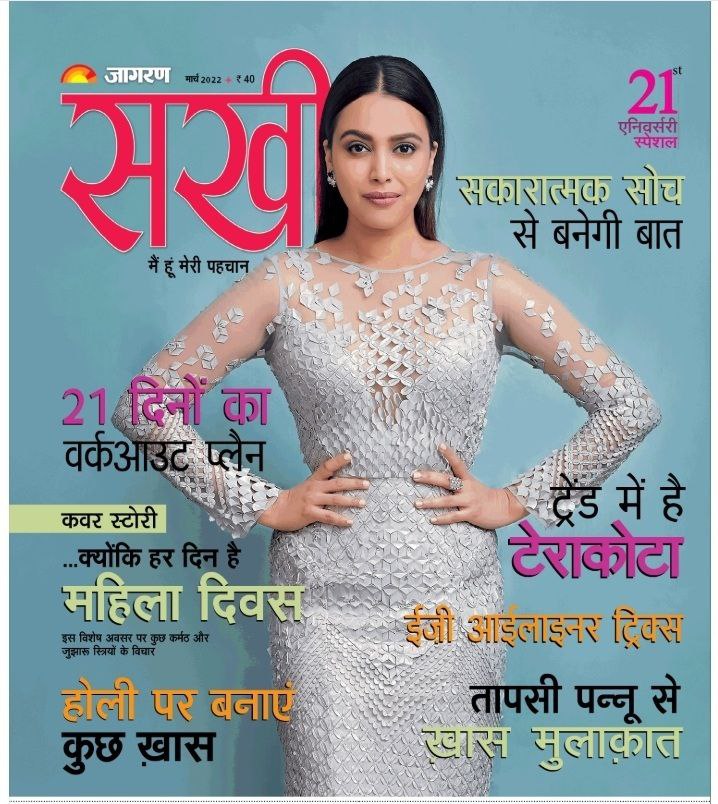 जागरण
मार्च 2022 + ₹ 40
सखी
मैं हूं मेरी पहचान
21st
एनिवर्सरी
स्पेशल
सकारात्मक सोच
से बनेगी बात
21 दिनों का
वर्कआउट प्लैन
कवर स्टोरी
...क्योंकि हर दिन है
महिला दिवस
इस विशेष अवसर पर कुछ कर्मठ और
जुझारू स्त्रियों के विचार
होली पर बनाएं
कुछ ख़ास
ट्रेंड में है
टेराकोटा
ईज़ी आईलाइनर ट्रिक्स
तापसी पन्नू से
ख़ास मुलाक़ात